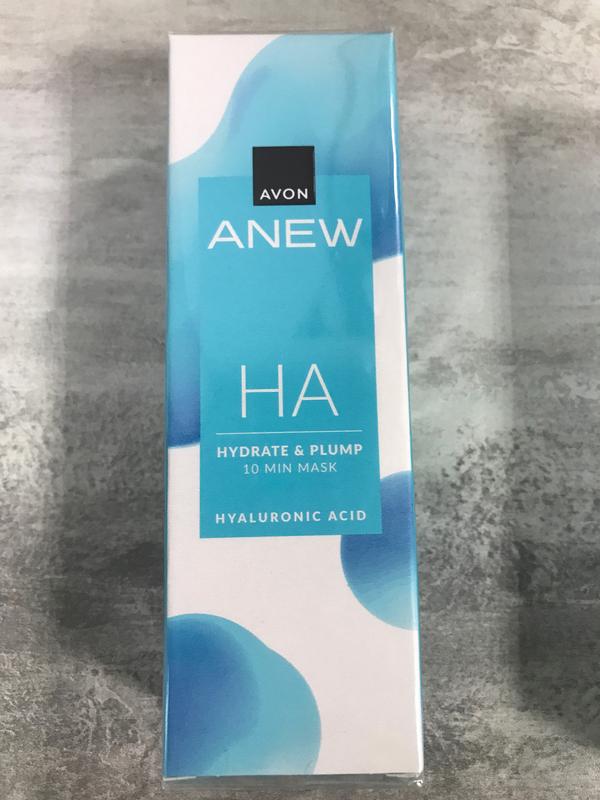 AVON
ANEW
HA
HYDRATE & PLUMP
10 MIN MASK
HYALURONIC ACID